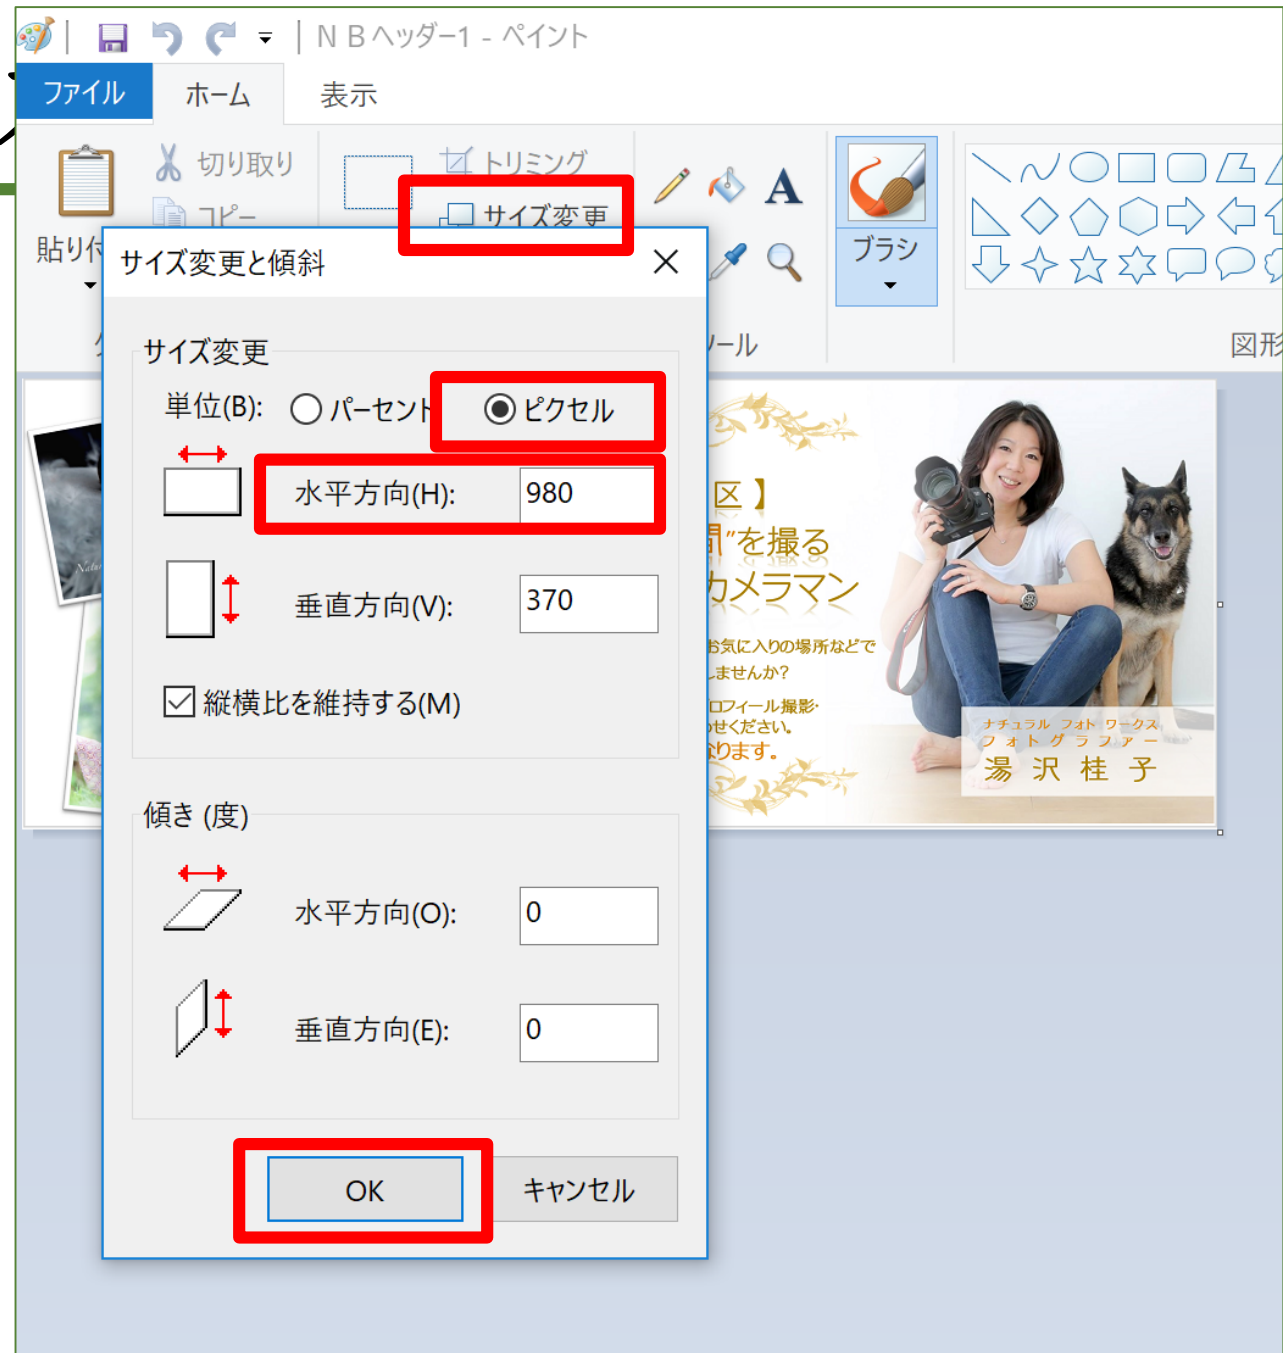 ＮＢヘッダー1 - ペイント
ファイル ホーム 表示
切り取り トリミング
コピー サイズ変更
A
貼り付 ブラシ
ツール 図形
サイズ変更と傾斜
サイズ変更
単位(B): パーセント ピクセル
水平方向(H): 980
垂直方向(V): 370
縦横比を維持する(M)
傾き (度)
水平方向(O): 0
垂直方向(E): 0
OK キャンセル
区】
"を撮る
カメラマン
お気に入りの場所などで
しませんか?
ロフィール撮影・
せください。
なります。
ナチュラル フォト ワークス
フォトグラファー
湯沢桂子